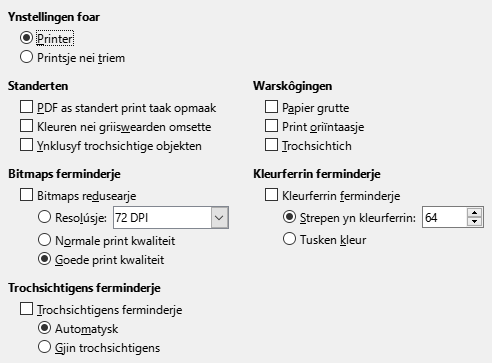 Ynstellingen foar
Printer
Printsje nei triem
Standerten
PDF as standert print taak opmaak
Kleuren nei griiswearden omsette
Ynklusyf trochsichtige objekten
Warskôgingen
Papier grutte
Print oriïntaasje
Trochsichtich
Bitmaps ferminderje
Bitmaps redusearje
Resolúsje: 72 DPI
Normale print kwaliteit
Goede print kwaliteit
Kleurferrin ferminderje
Kleurferrin ferminderje
Strepen yn kleurferrin: 64
Tusken kleur
Trochsichtigens ferminderje
Trochsichtigens ferminderje
Automatysk
Gjin trochsichtigens